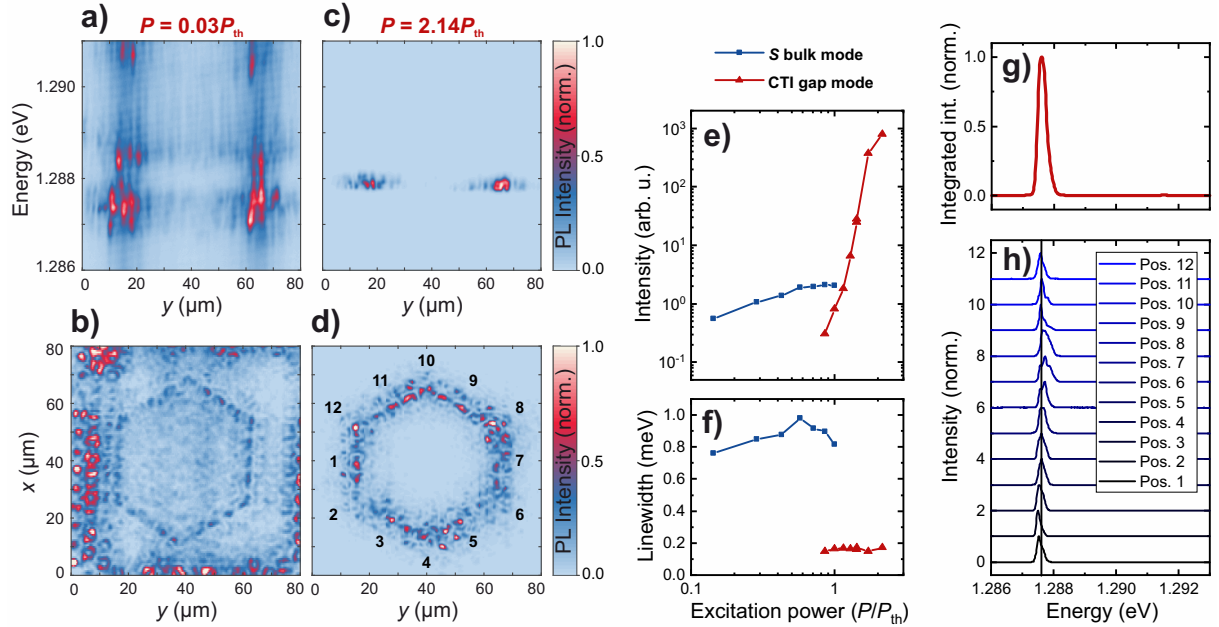 a)
P = 0.03Pth
c)
P = 2.14Pth
1.290
1.288
1.286
Energy (eV)
0 20 40 60 80
y (μm)
0 20 40 60 80
y (μm)
1.0
0.5
0.0
PL Intensity (norm.)
b)
80
60
40
20
0
x (μm)
0 20 40 60 80
y (μm)
d)
10
11
9
12
8
1
7
2
6
3
5
4
0 20 40 60 80
y (μm)
1.0
0.5
0.0
PL Intensity (norm.)
S bulk mode
CTI gap mode
e)
10³
10²
10¹
10⁰
10⁻¹
Intensity (arb. u.)
f)
1.0
0.8
0.6
0.4
0.2
0.0
Linewidth (meV)
0.1 1
Excitation power (P/Pth)
g)
1.0
0.5
0.0
Integrated int. (norm.)
h)
12
10
8
6
4
2
0
Intensity (norm.)
Pos. 12
Pos. 11
Pos. 10
Pos. 9
Pos. 8
Pos. 7
Pos. 6
Pos. 5
Pos. 4
Pos. 3
Pos. 2
Pos. 1
1.286 1.288 1.290 1.292
Energy (eV)